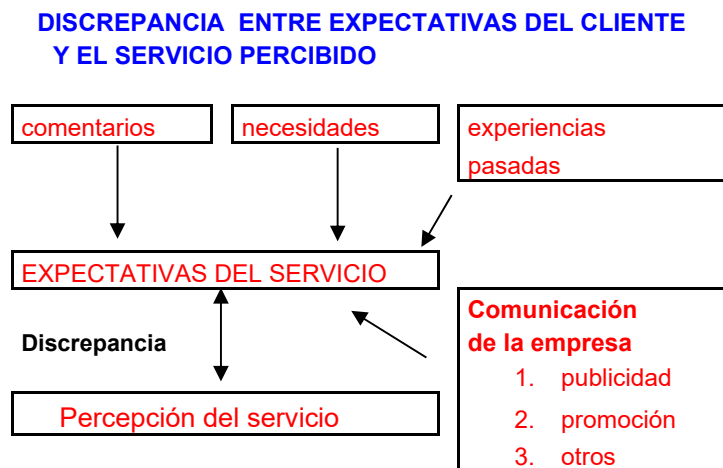 DISCREPANCIA ENTRE EXPECTATIVAS DEL CLIENTE
Y EL SERVICIO PERCIBIDO
comentarios
necesidades
experiencias
pasadas
EXPECTATIVAS DEL SERVICIO
Discrepancia
Percepción del servicio
Comunicación
de la empresa
1. publicidad
2. promoción
3. otros